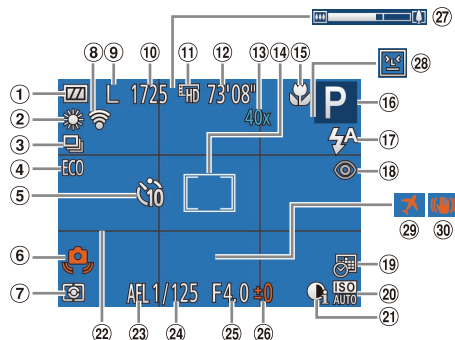 ⑧ ⑨ ⑩ ⑪ ⑫ ⑬ ⑭ ⑮ ㉗
① L 1725 HD 73'08" P ⑯ ㉘
② 40x
③ ⚡A ⑰
④ ECO ⑱
⑤ 10 ㉙ ㉚
⑥ ⑲
⑦ AFL 1/125 F4.0 ±0 i ISO AUTO ⑳
㉒ ㉓ ㉔ ㉕ ㉖ ㉑